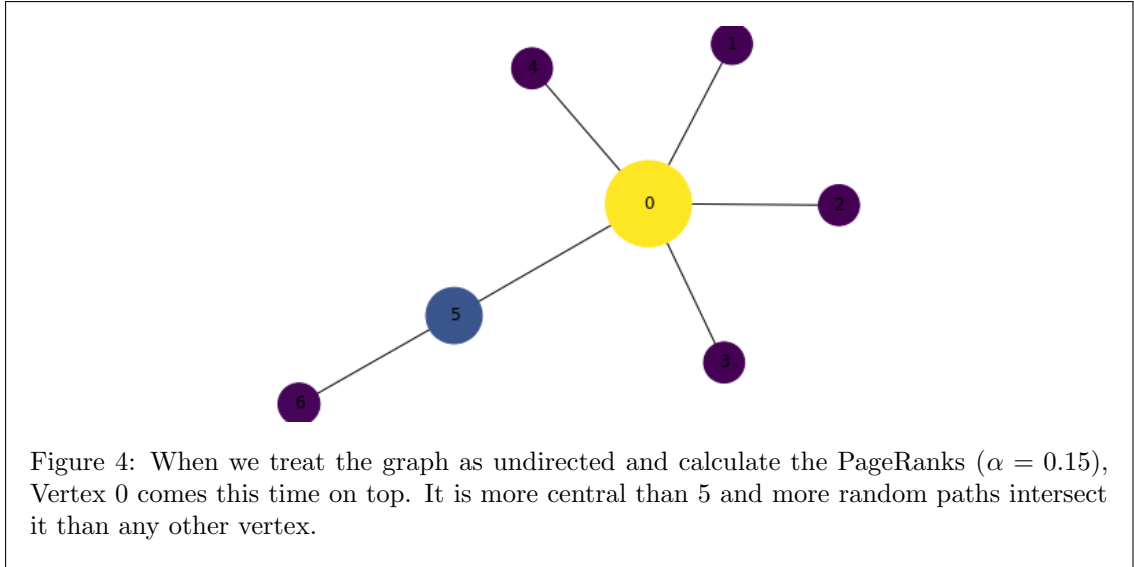 1
4
0
2
5
3
6
Figure 4: When we treat the graph as undirected and calculate the PageRanks (α = 0.15),
Vertex 0 comes this time on top. It is more central than 5 and more random paths intersect
it than any other vertex.